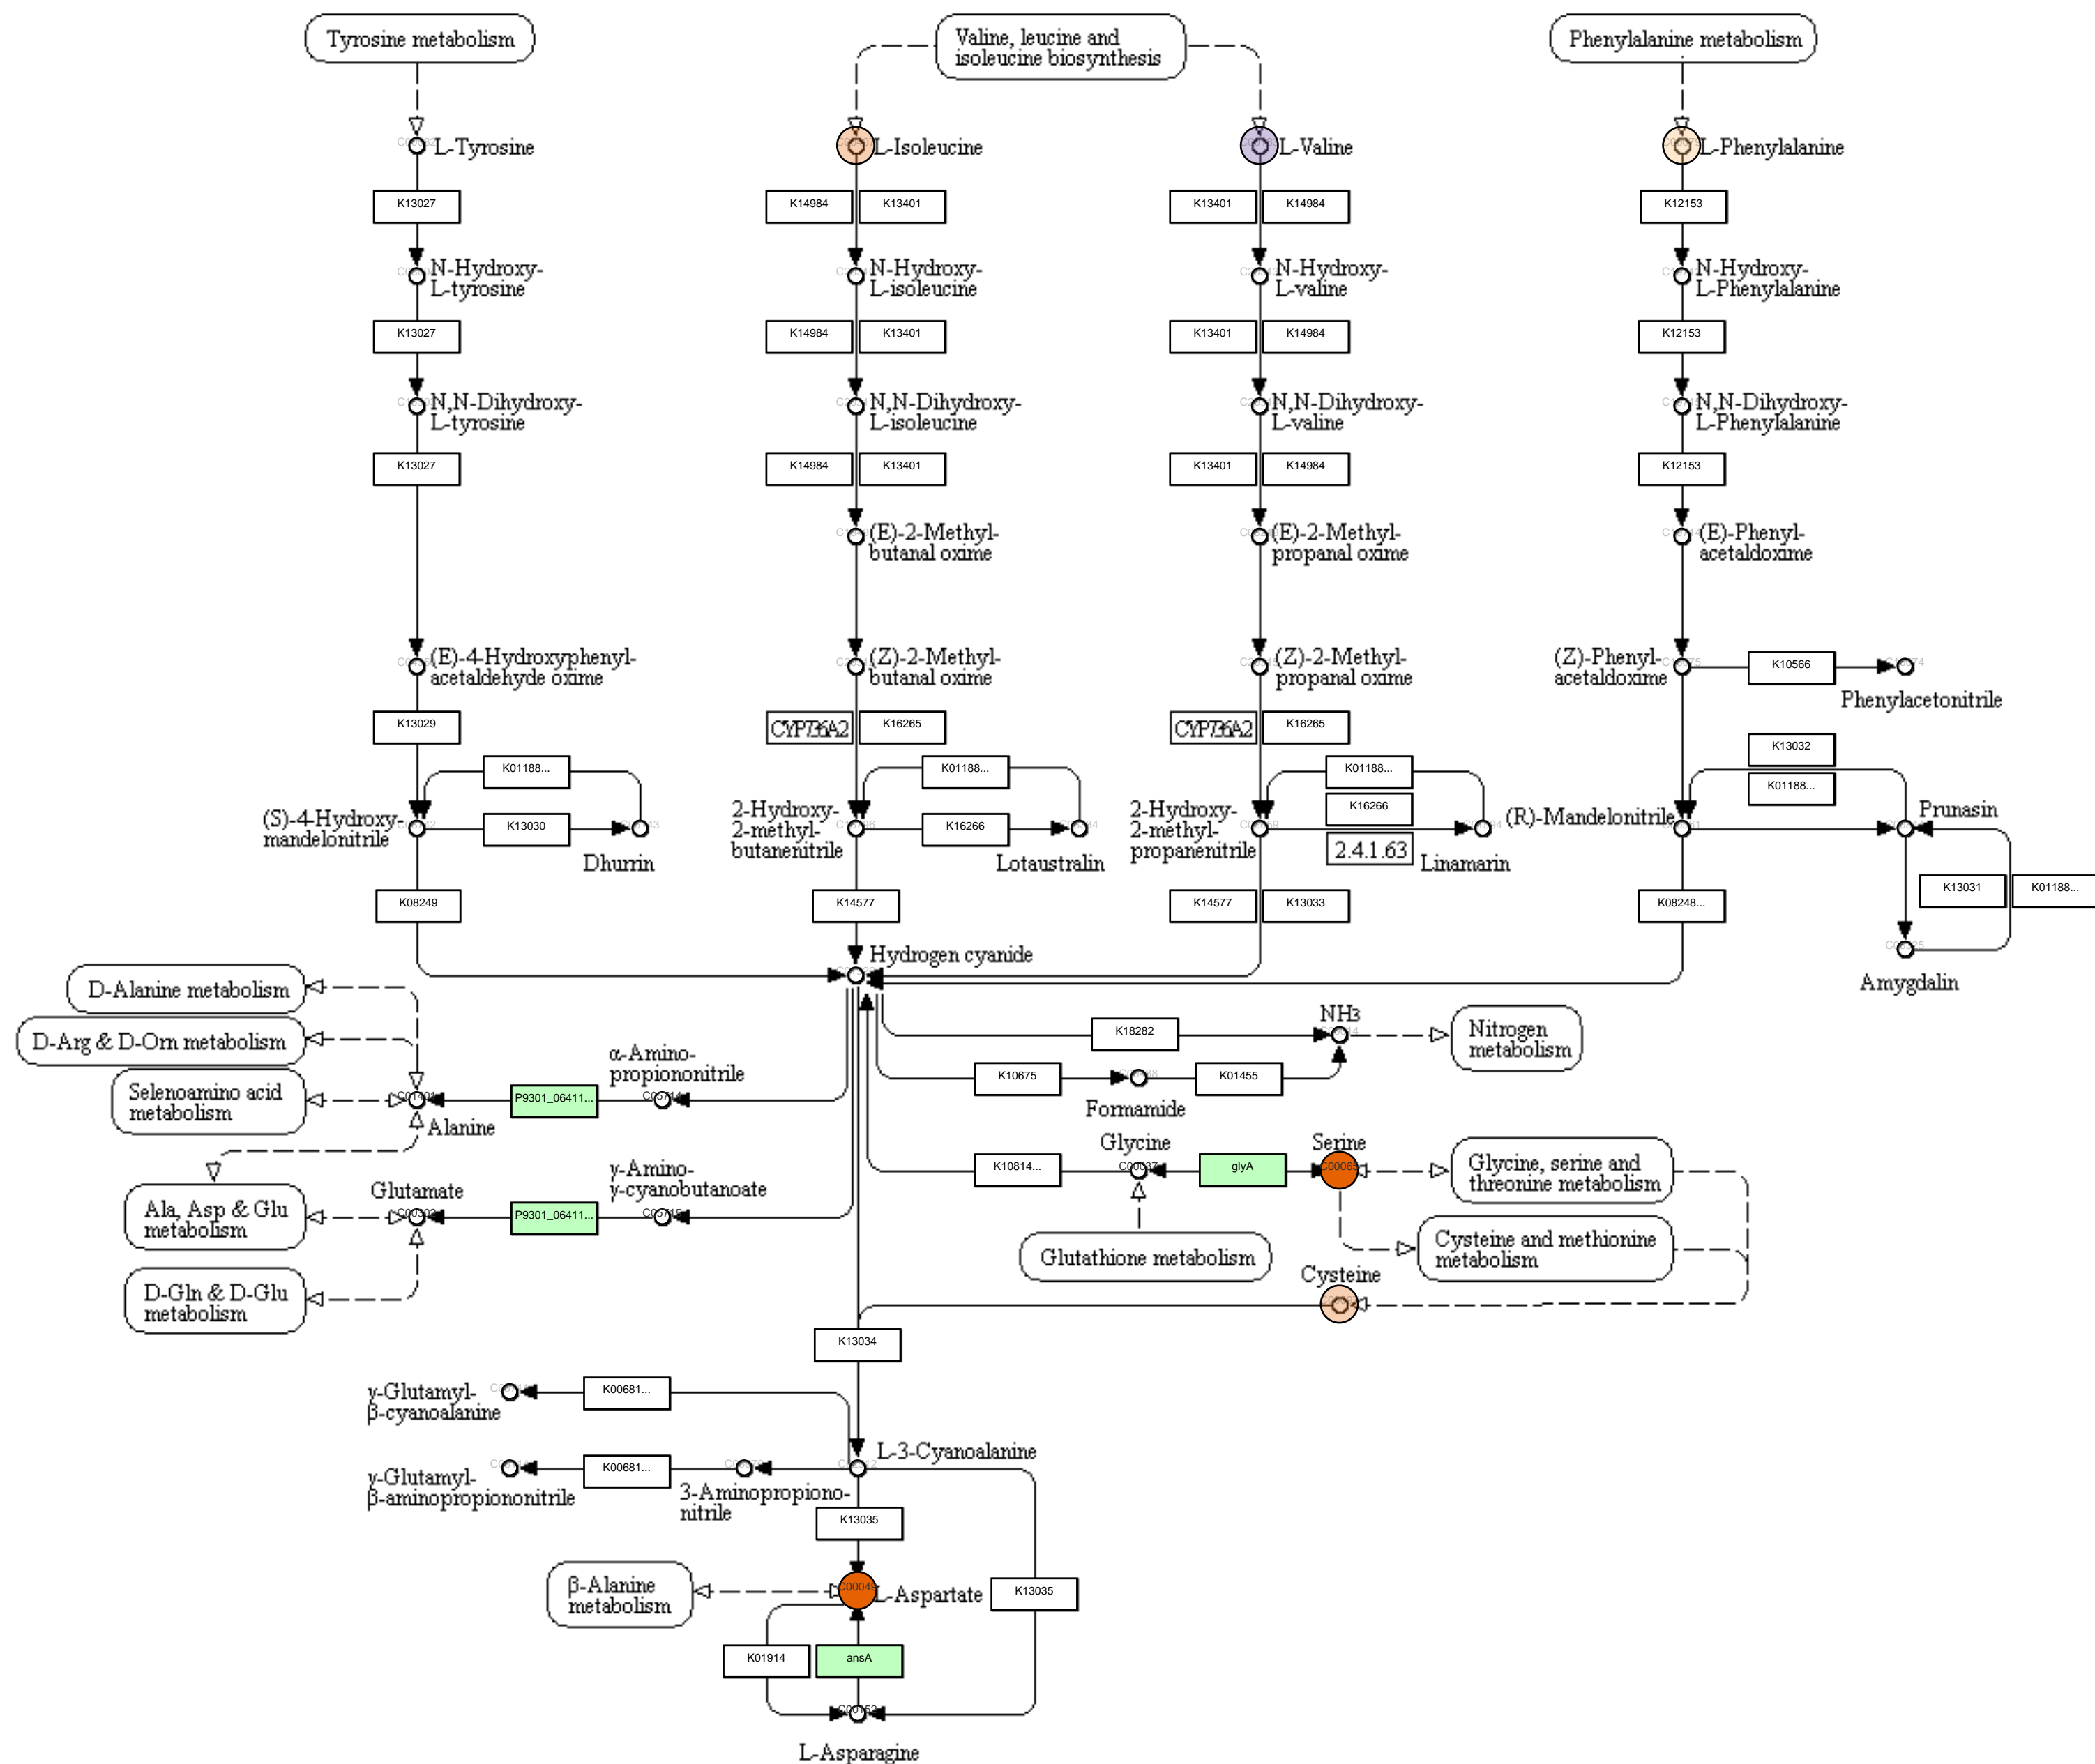 Tyrosine metabolism
Valine, leucine and
isoleucine biosynthesis
Phenylalanine metabolism
L-Tyrosine
L-Isoleucine
L-Valine
L-Phenylalanine
K13027
K14984
K13401
K13401
K14984
K12153
N-Hydroxy-
L-tyrosine
N-Hydroxy-
L-isoleucine
N-Hydroxy-
L-valine
N-Hydroxy-
L-Phenylalanine
K13027
K14984
K13401
K13401
K14984
K12153
N,N-Dihydroxy-
L-tyrosine
N,N-Dihydroxy-
L-isoleucine
N,N-Dihydroxy-
L-valine
N,N-Dihydroxy-
L-Phenylalanine
K13027
K14984
K13401
K13401
K14984
K12153
(E)-2-Methyl-
butanal oxime
(E)-2-Methyl-
propanal oxime
(E)-Phenyl-
acetaldoxime
(E)-4-Hydroxyphenyl-
acetaldehyde oxime
(Z)-2-Methyl-
butanal oxime
(Z)-2-Methyl-
propanal oxime
(Z)-Phenyl-
acetaldoxime
K10566
Phenylacetonitrile
K13029
CYP736A2
K16265
CYP736A2
K16265
K13032
K01188...
K01188...
K01188...
K01188...
K16266
(S)-4-Hydroxy-
mandelonitrile
K13030
Dhurrin
2-Hydroxy-
2-methyl-
butanenitrile
K16266
Lotaustralin
2-Hydroxy-
2-methyl-
propanenitrile
2.4.1.63
Linamarin
(R)-Mandelonitrile
Prunasin
K08249
K14577
K14577
K13033
K08248...
K13031
K01188...
Hydrogen cyanide
Amygdalin
D-Alanine metabolism
D-Arg & D-Orn metabolism
Selenoamino acid
metabolism
α-Amino-
propiononitrile
P9301_06411...
C01401
C05714
Alanine
K18282
NH3
Nitrogen
metabolism
K10675
K01455
Formamide
Glycine
Serine
K10814...
C00037
glyA
C00065
Glycine, serine and
threonine metabolism
Ala, Asp & Glu
metabolism
Glutamate
C00302
P9301_06411...
γ-Amino-
γ-cyanobutanoate
C05715
Glutathione metabolism
Cysteine and methionine
metabolism
D-Gln & D-Glu
metabolism
Cysteine
K13034
γ-Glutamyl-
β-cyanoalanine
K00681...
L-3-Cyanoalanine
γ-Glutamyl-
β-aminopropiononitrile
K00681...
3-Aminopropiono-
nitrile
K13035
β-Alanine
metabolism
C00049
L-Aspartate
K13035
K01914
ansA
C00152
L-Asparagine